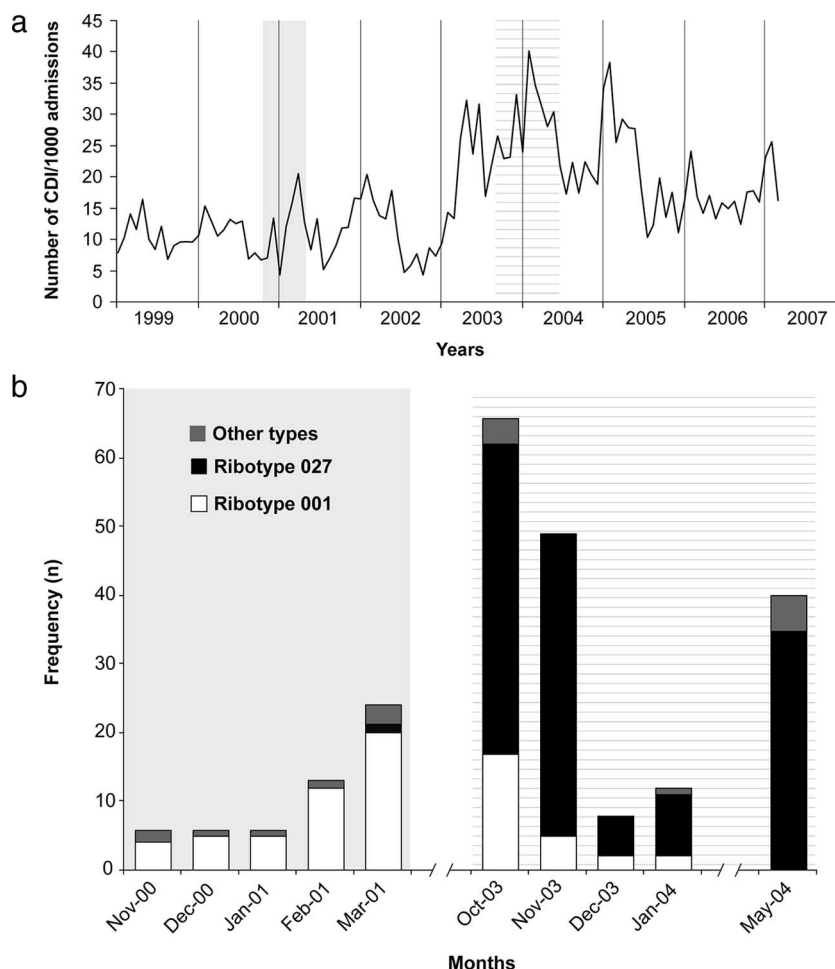 a
Number of CDI/1000 admissions
45
40
35
30
25
20
15
10
5
0
1999 2000 2001 2002 2003 2004 2005 2006 2007
Years
b
Frequency (n)
70
60
50
40
30
20
10
0
Other types
Ribotype 027
Ribotype 001
Nov-00 Dec-00 Jan-01 Feb-01 Mar-01 Oct-03 Nov-03 Dec-03 Jan-04 May-04
Months